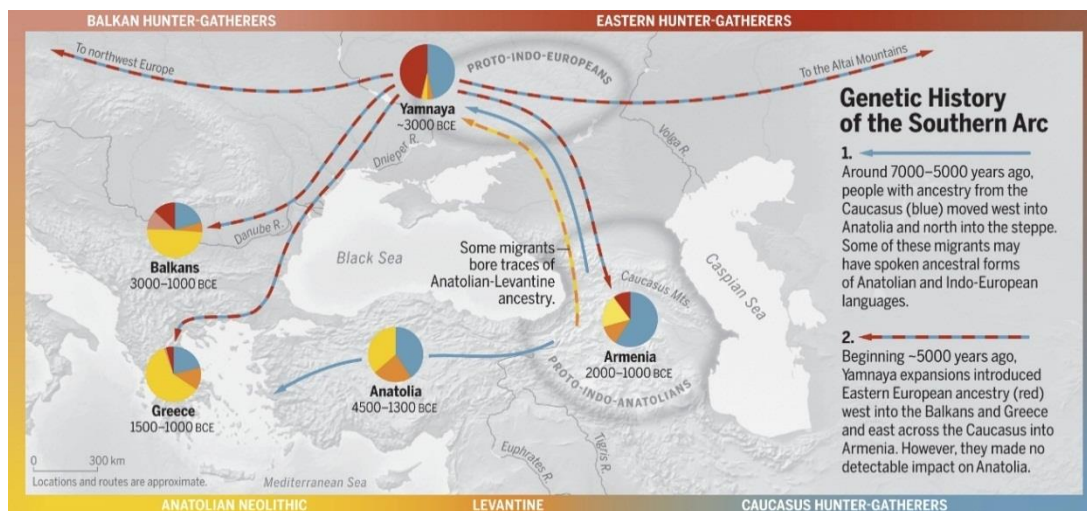 BALKAN HUNTER-GATHERERS
EASTERN HUNTER-GATHERERS
To northwest Europe
PROTO-INDO-EUROPEANS
To the Altai Mountains
Yamnaya
~3000 BCE
Dnieper R.
Volga R.
Genetic History
of the Southern Arc
1.
Around 7000–5000 years ago,
people with ancestry from the
Caucasus (blue) moved west into
Anatolia and north into the steppe.
Some of these migrants may
have spoken ancestral forms
of Anatolian and Indo-European
languages.
2.
Beginning ~5000 years ago,
Yamnaya expansions introduced
Eastern European ancestry (red)
west into the Balkans and Greece
and east across the Caucasus into
Armenia. However, they made no
detectable impact on Anatolia.
Danube R.
Balkans
3000–1000 BCE
Black Sea
Some migrants
bore traces of
Anatolian-Levantine
ancestry.
Caucasus Mts.
Caspian Sea
Armenia
2000–1000 BCE
PROTO-INDO-ANATOLIANS
Anatolia
4500–1300 BCE
Greece
1500–1000 BCE
Euphrates R.
Tigris R.
0 300 km
Locations and routes are approximate.
Mediterranean Sea
ANATOLIAN NEOLITHIC
LEVANTINE
CAUCASUS HUNTER-GATHERERS